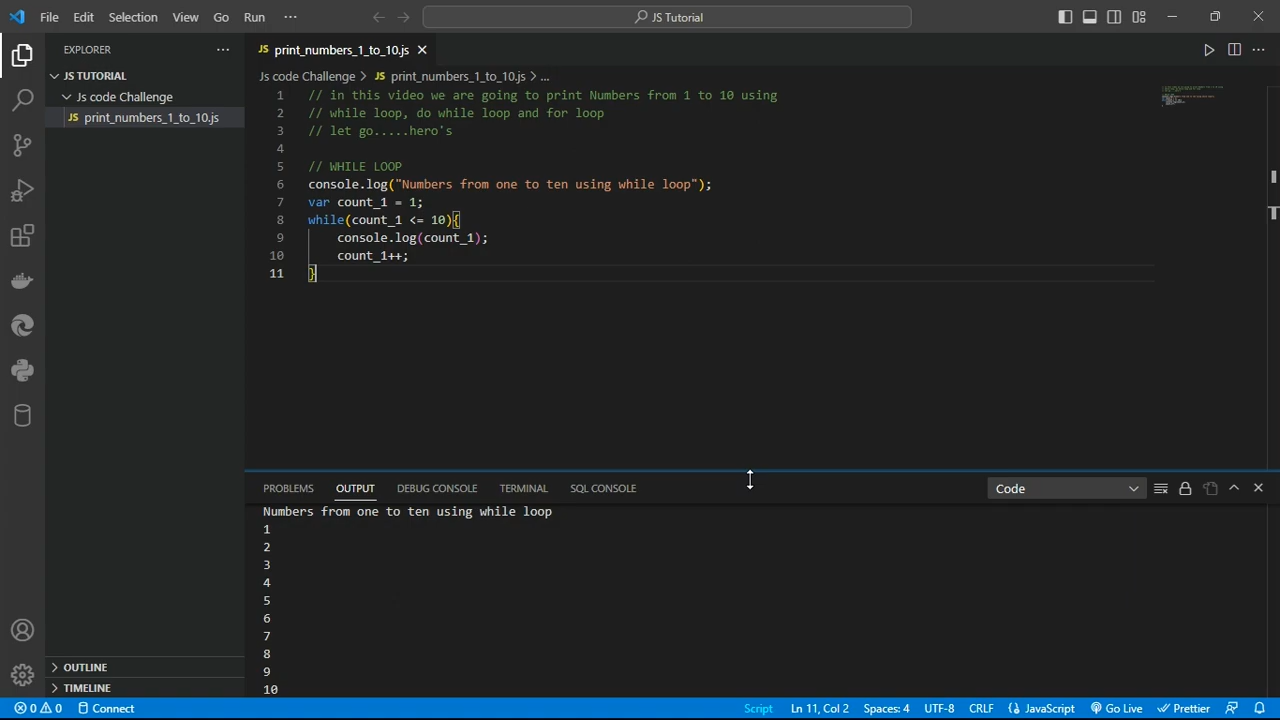 File Edit Selection View Go Run ···
JS Tutorial
EXPLORER ···
JS TUTORIAL
Js code Challenge
JS print_numbers_1_to_10.js
OUTLINE
TIMELINE
JS print_numbers_1_to_10.js
Js code Challenge > JS print_numbers_1_to_10.js > ...
1 // in this video we are going to print Numbers from 1 to 10 using
2 // while loop, do while loop and for loop
3 // let go.....hero's
4
5 // WHILE LOOP
6 console.log("Numbers from one to ten using while loop");
7 var count_1 = 1;
8 while(count_1 <= 10){
9 console.log(count_1);
10 count_1++;
11 }
PROBLEMS OUTPUT DEBUG CONSOLE TERMINAL SQL CONSOLE Code
Numbers from one to ten using while loop
1
2
3
4
5
6
7
8
9
10
0 0 Connect Script Ln 11, Col 2 Spaces: 4 UTF-8 CRLF JavaScript Go Live Prettier